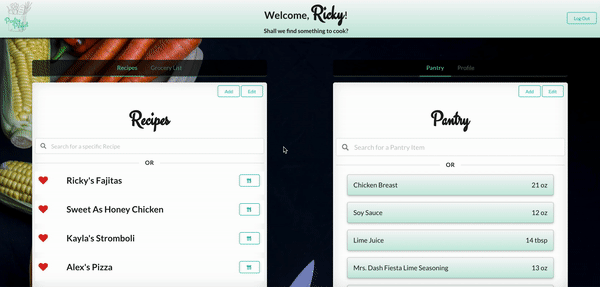 Pantry
Perfect
Welcome, Ricky!
Shall we find something to cook?
Log Out
Recipes
Grocery List
Add
Edit
Recipes
Search for a specific Recipe
OR
Ricky's Fajitas
Sweet As Honey Chicken
Kayla's Stromboli
Alex's Pizza
Pantry
Profile
Add
Edit
Pantry
Search for a Pantry Item
OR
Chicken Breast 21 oz
Soy Sauce 12 oz
Lime Juice 14 tbsp
Mrs. Dash Fiesta Lime Seasoning 13 oz